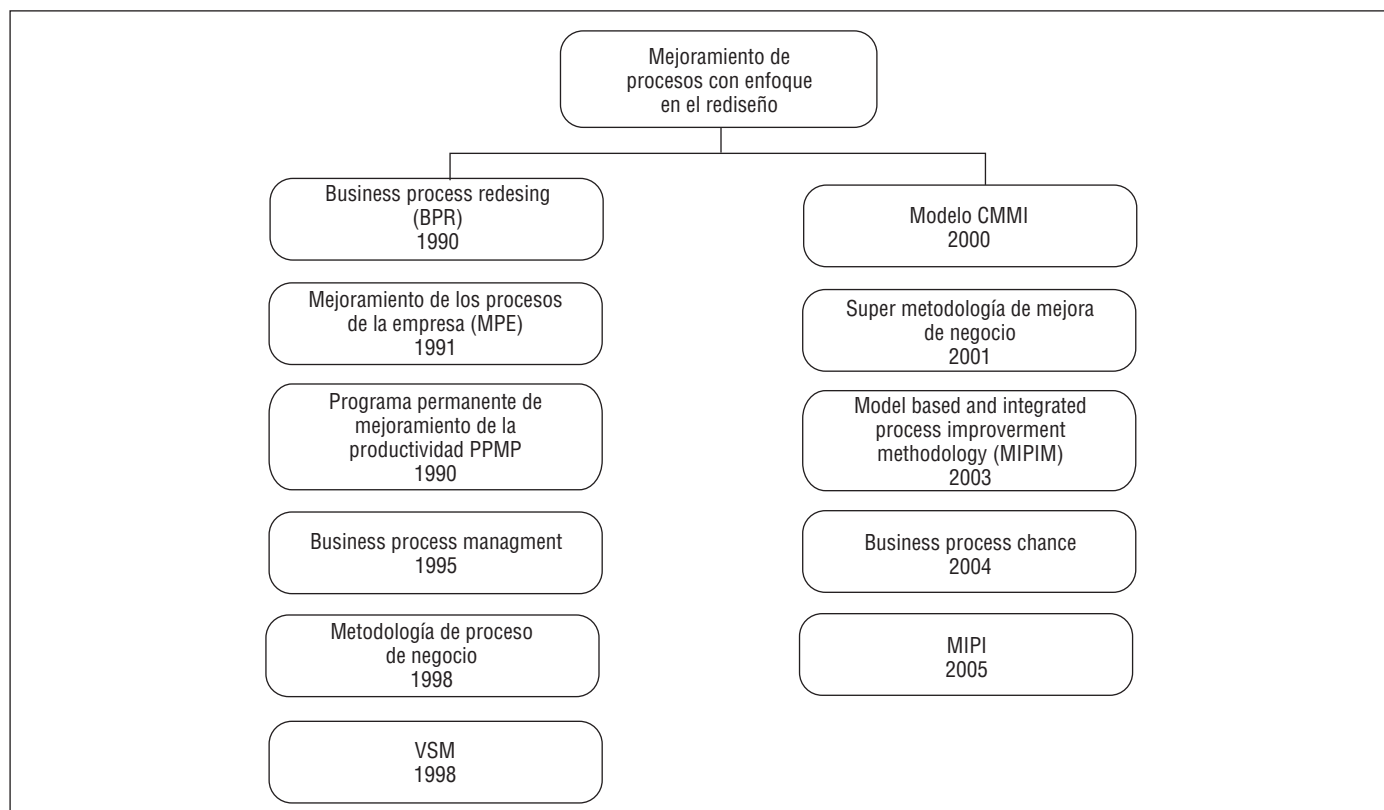 Mejoramiento de
procesos con enfoque
en el rediseño
Business process redesing
(BPR)
1990
Mejoramiento de los procesos
de la empresa (MPE)
1991
Programa permanente de
mejoramiento de la
productividad PPMP
1990
Business process managment
1995
Metodología de proceso
de negocio
1998
VSM
1998
Modelo CMMI
2000
Super metodología de mejora
de negocio
2001
Model based and integrated
process improverment
methodology (MIPIM)
2003
Business process chance
2004
MIPI
2005